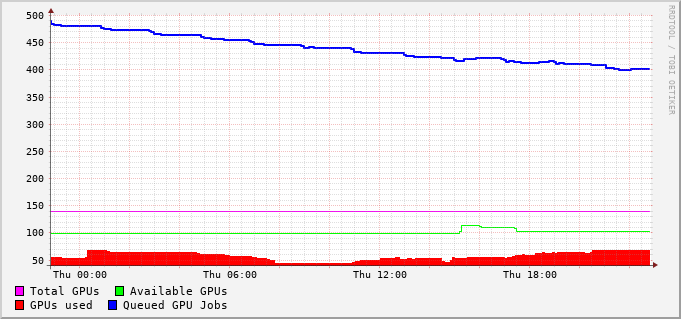 500
450
400
350
300
250
200
150
100
50
Thu 00:00 Thu 06:00 Thu 12:00 Thu 18:00
Total GPUs Available GPUs
GPUs used Queued GPU Jobs
RRDTOOL / TOBI OETIKER